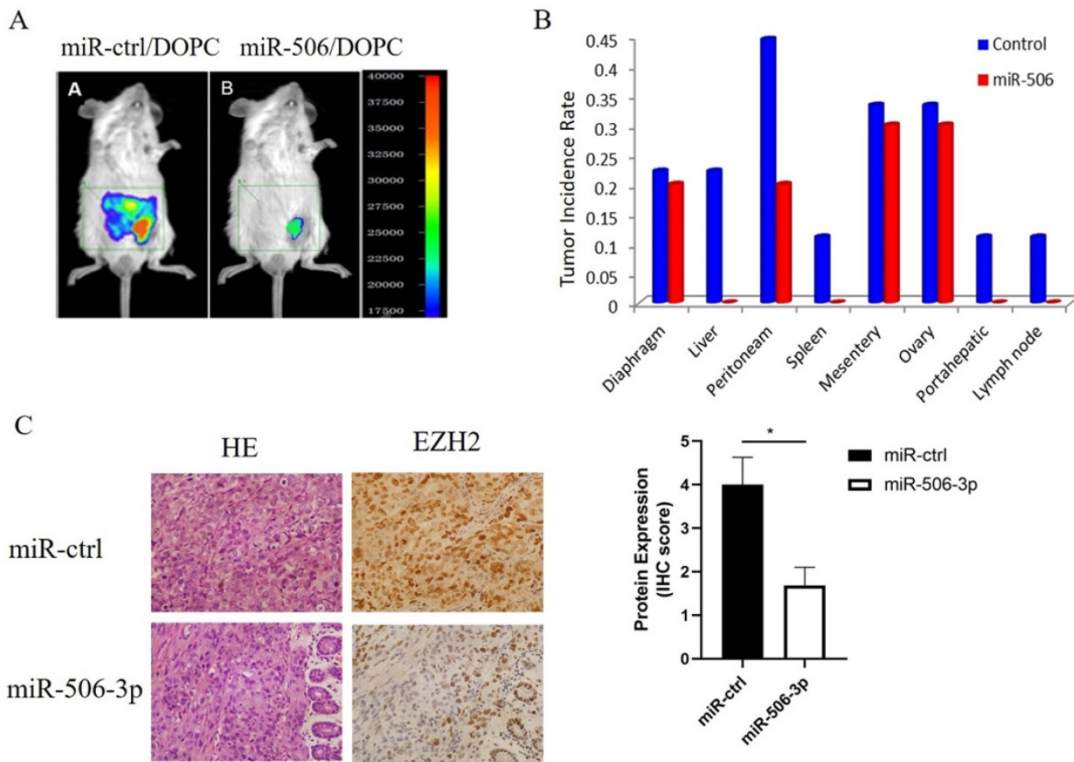 A
miR-ctrl/DOPC miR-506/DOPC
A
B
40000
37500
35000
32500
30000
27500
25000
22500
20000
17500
B
Control
miR-506
Tumor Incidence Rate
0.45
0.4
0.35
0.3
0.25
0.2
0.15
0.1
0.05
0
Diaphragm
Liver
Peritoneam
Spleen
Mesentery
Ovary
Portahepatic
Lymph node
C
HE EZH2
miR-ctrl
miR-506-3p
*
miR-ctrl
miR-506-3p
Protein Expression
(IHC score)
5
4
3
2
1
0
miR-ctrl
miR-506-3p